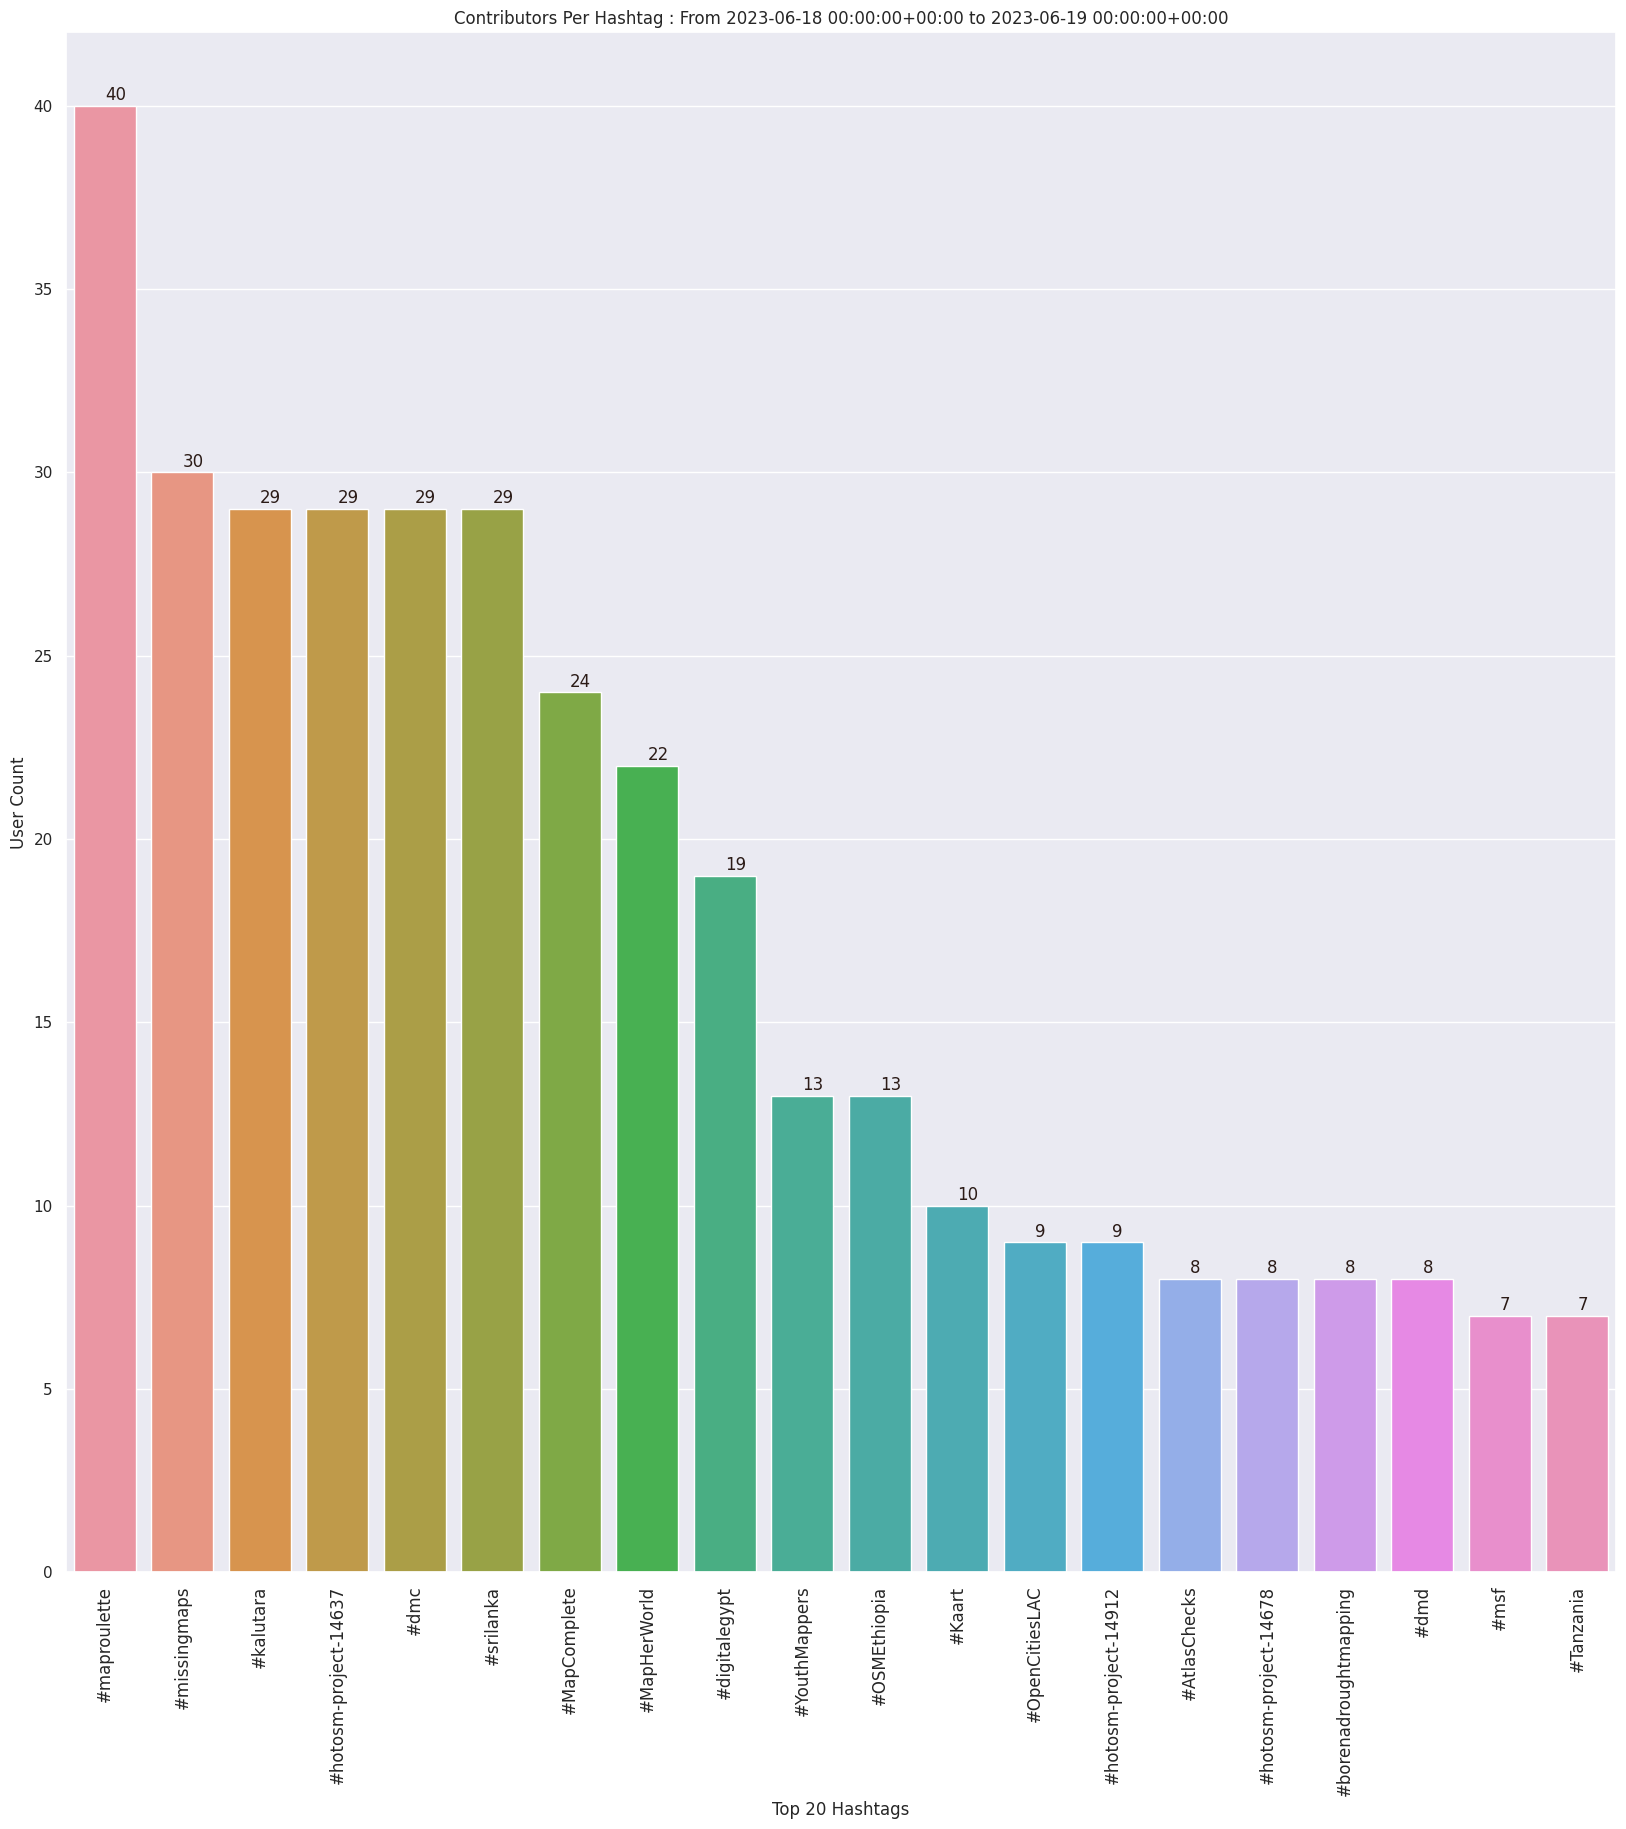 Contributors Per Hashtag : From 2023-06-18 00:00:00+00:00 to 2023-06-19 00:00:00+00:00
User Count
40
35
30
25
20
15
10
5
0
40
30
29
29
29
29
24
22
19
13
13
10
9
9
8
8
8
8
7
7
#maproulette
#missingmaps
#kalutara
#hotosm-project-14637
#dmc
#srilanka
#MapComplete
#MapHerWorld
#digitalegypt
#YouthMappers
#OSMEthiopia
#Kaart
#OpenCitiesLAC
#hotosm-project-14912
#AtlasChecks
#hotosm-project-14678
#borenadroughtmapping
#dmd
#msf
#Tanzania
Top 20 Hashtags